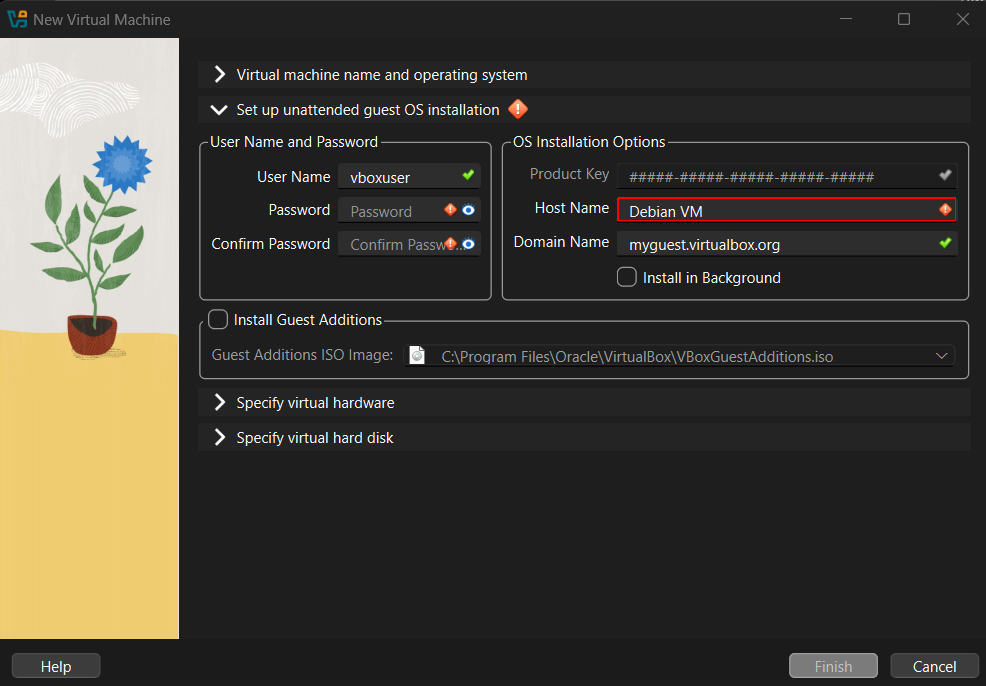 New Virtual Machine
Virtual machine name and operating system
Set up unattended guest OS installation
User Name and Password
User Name vboxuser
Password Password
Confirm Password Confirm Passw...
OS Installation Options
Product Key #####-#####-#####-#####-#####
Host Name Debian VM
Domain Name myguest.virtualbox.org
Install in Background
Install Guest Additions
Guest Additions ISO Image: C:\Program Files\Oracle\VirtualBox\VBoxGuestAdditions.iso
Specify virtual hardware
Specify virtual hard disk
Help Finish Cancel